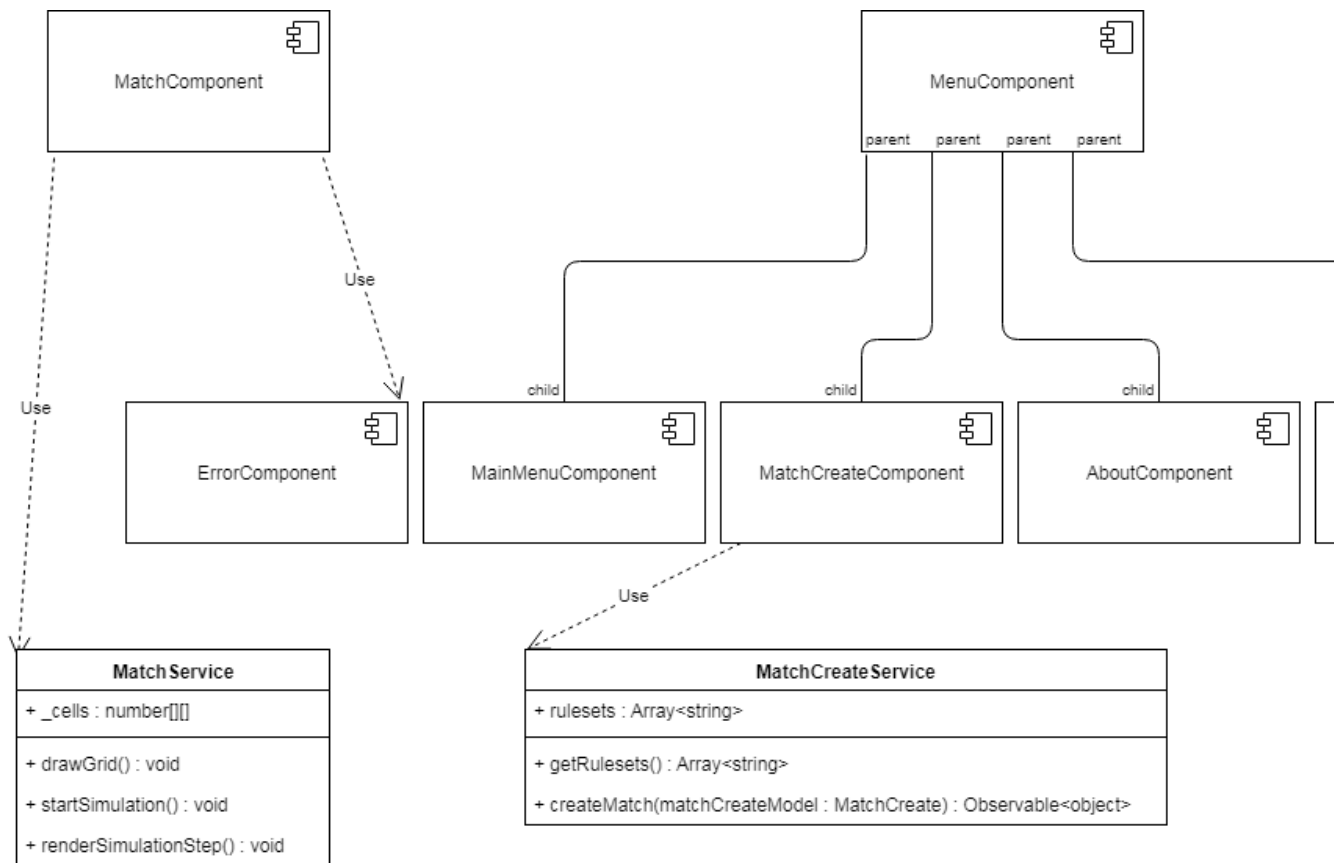 MatchComponent
MenuComponent
parent
parent
parent
parent
Use
Use
child
child
child
ErrorComponent
MainMenuComponent
MatchCreateComponent
AboutComponent
Use
MatchService
+ _cells : number[][]
+ drawGrid() : void
+ startSimulation() : void
+ renderSimulationStep() : void
MatchCreateService
+ rulesets : Array<string>
+ getRulesets() : Array<string>
+ createMatch(matchCreateModel : MatchCreate) : Observable<object>